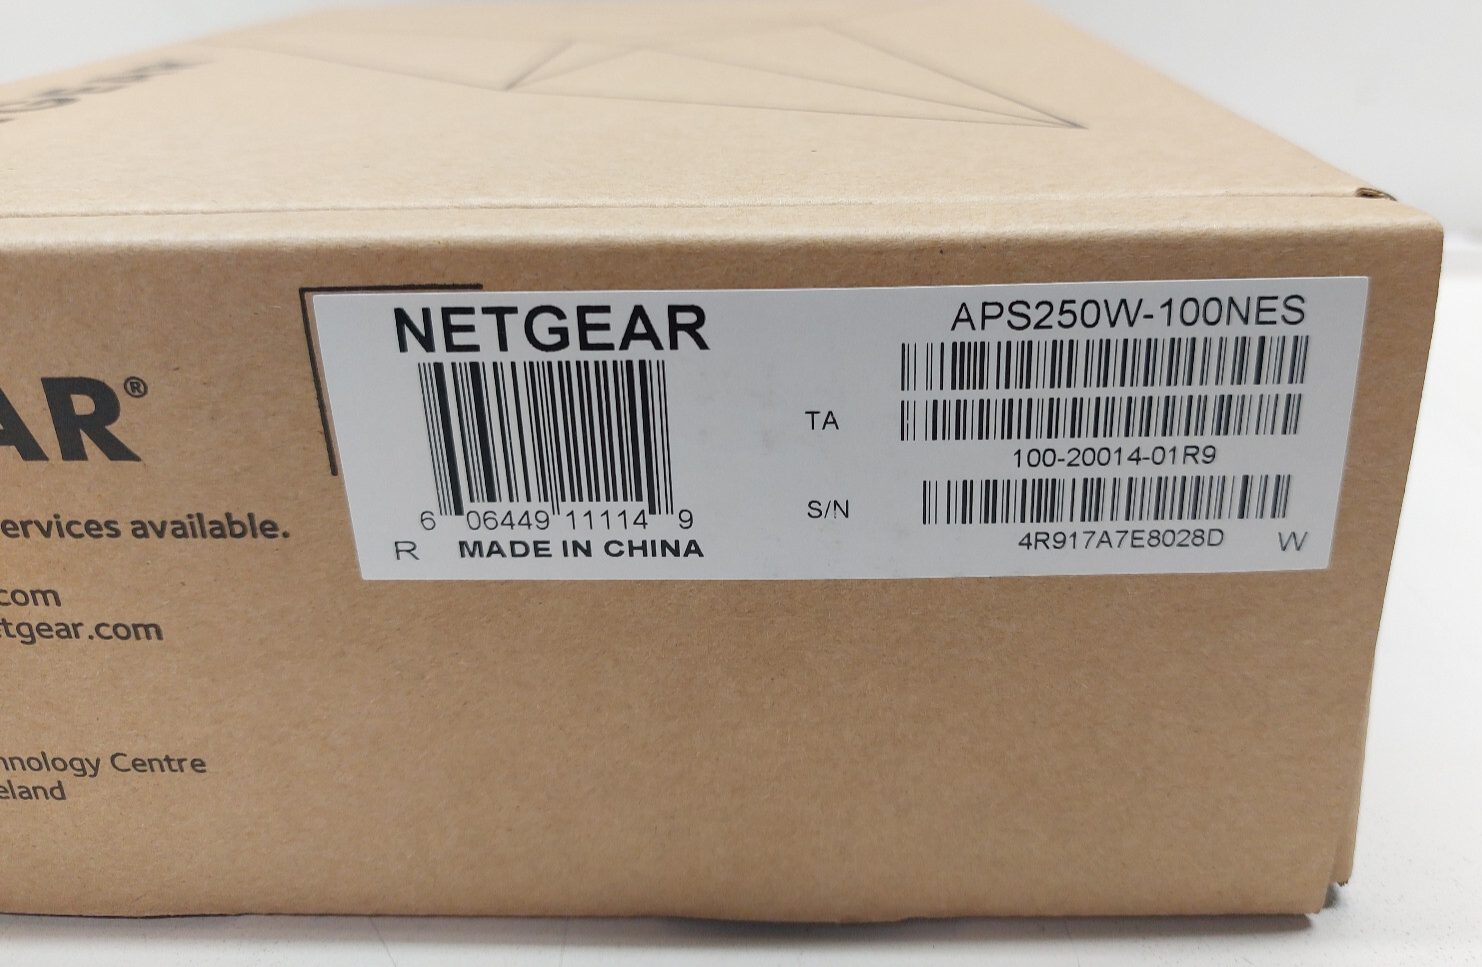 AR®
ervices available.
com
tgear.com
hnology Centre
eland
NETGEAR
6 06449 11114 9
R MADE IN CHINA
APS250W-100NES
TA
100-20014-01R9
S/N
4R917A7E8028D W